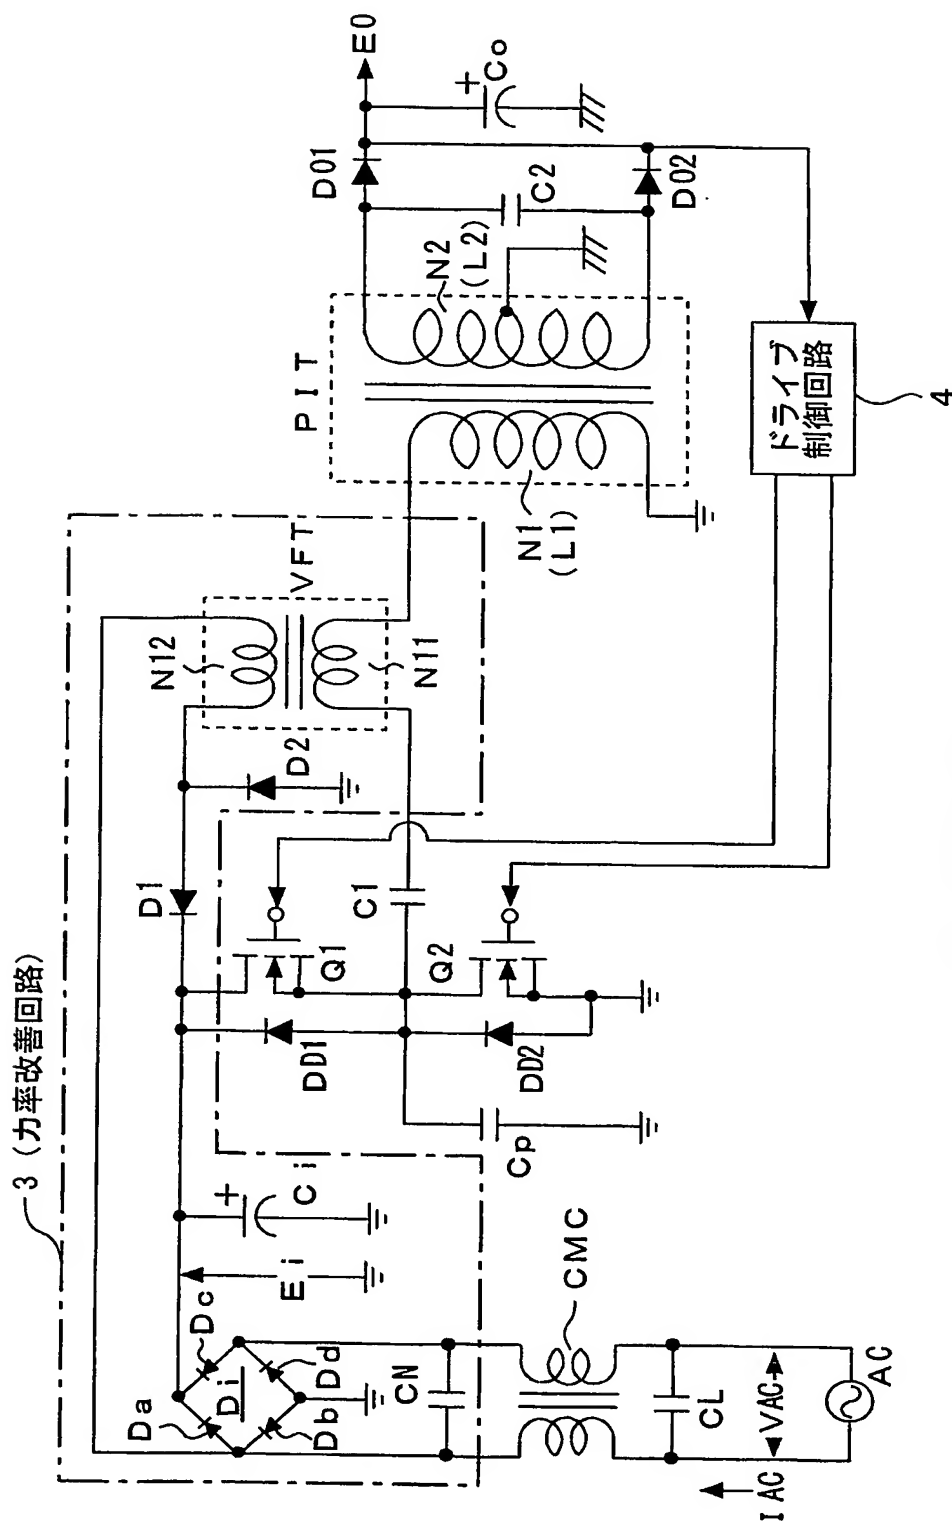 3 (力率改善回路)
Da
Dc
Di
Db
Dd
Ei
Ci
D1
D2
N12
N11
VFT
Q1
Q2
DD1
DD2
Cp
C1
PIT
N1
(L1)
N2
(L2)
C2
D01
D02
Co
E0
ドライブ
制御回路
4
CN
CMC
CL
VAC
IAC
AC